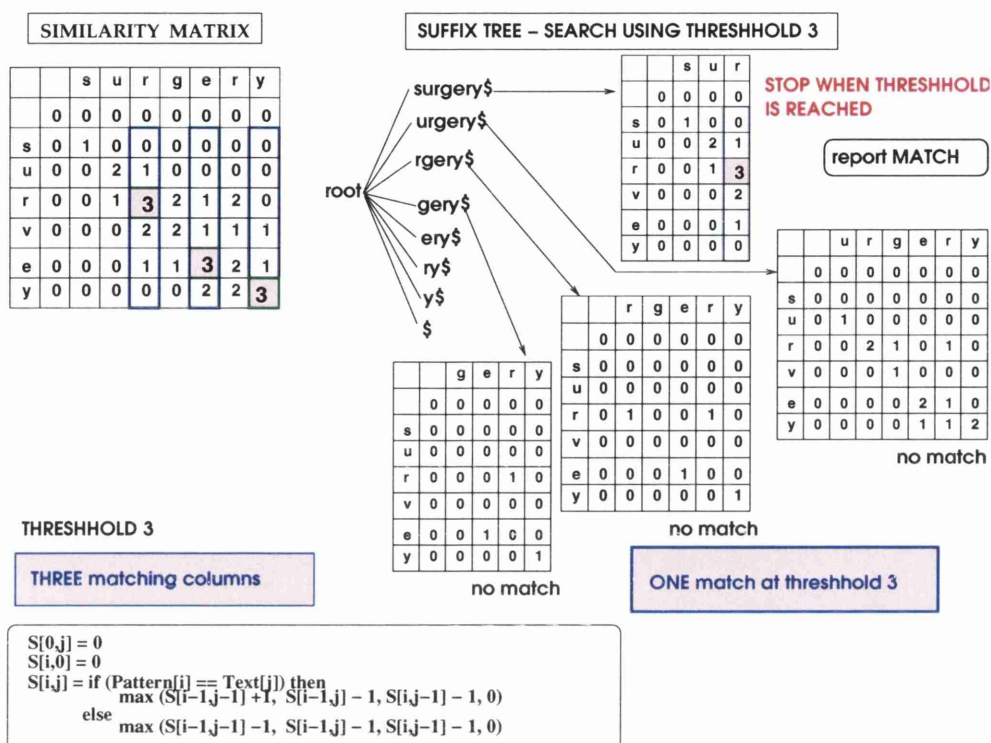 SIMILARITY MATRIX
s u r g e r y
0 0 0 0 0 0 0 0
s 0 1 0 0 0 0 0 0
u 0 0 2 1 0 0 0 0
r 0 0 1 3 2 1 2 0
v 0 0 0 2 2 1 1 1
e 0 0 0 1 1 3 2 1
y 0 0 0 0 0 2 2 3
THRESHHOLD 3
THREE matching columns
SUFFIX TREE – SEARCH USING THRESHHOLD 3
root
surgery$
urgery$
rgery$
gery$
ery$
ry$
y$
$
s u r
0 0 0 0
s 0 1 0 0
u 0 0 2 1
r 0 0 1 3
v 0 0 0 2
e 0 0 0 1
y 0 0 0 0
STOP WHEN THRESHHOLD
IS REACHED
report MATCH
u r g e r y
0 0 0 0 0 0 0
s 0 0 0 0 0 0 0
u 0 1 0 0 0 0 0
r 0 0 2 1 0 1 0
v 0 0 0 1 0 0 0
e 0 0 0 0 2 1 0
y 0 0 0 0 1 1 2
no match
r g e r y
0 0 0 0 0 0
s 0 0 0 0 0 0
u 0 0 0 0 0 0
r 0 1 0 0 1 0
v 0 0 0 0 0 0
e 0 0 0 1 0 0
y 0 0 0 0 0 1
no match
g e r y
0 0 0 0 0
s 0 0 0 0 0
u 0 0 0 0 0
r 0 0 0 1 0
v 0 0 0 0 0
e 0 0 1 0 0
y 0 0 0 0 1
no match
ONE match at threshhold 3
S[0,j] = 0
S[i,0] = 0
S[i,j] = if (Pattern[i] == Text[j]) then
max (S[i−1,j−1] +1, S[i−1,j] − 1, S[i,j−1] − 1, 0)
else
max (S[i−1,j−1] −1, S[i−1,j] − 1, S[i,j−1] − 1, 0)